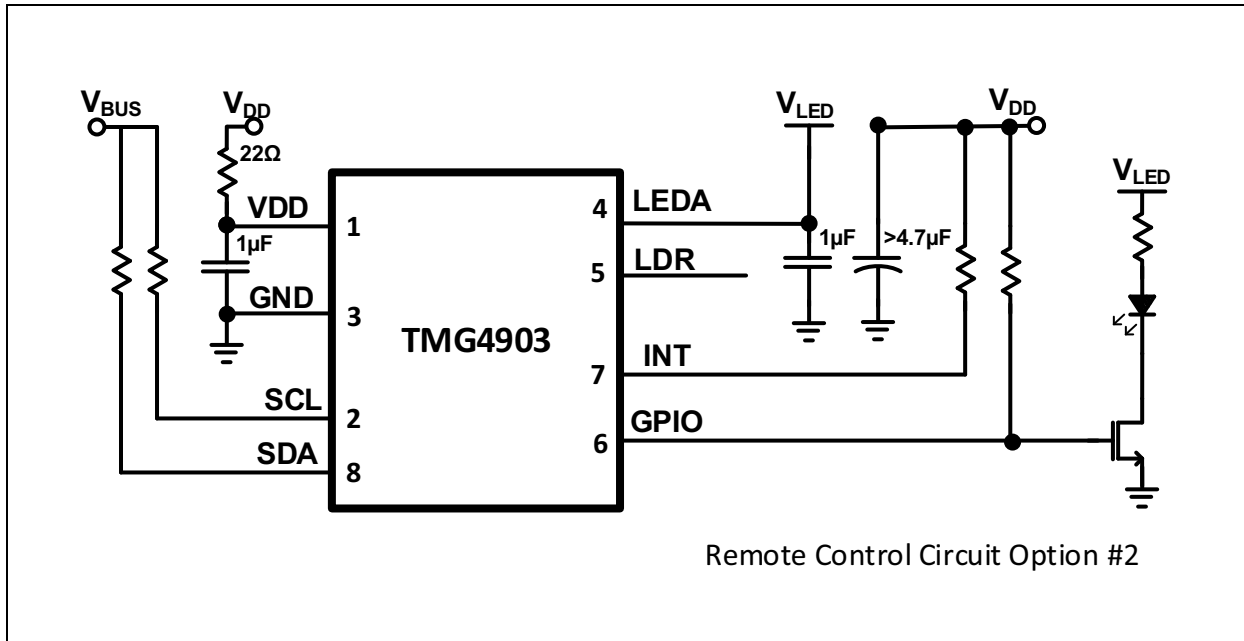 VBUS
VDD
22Ω
VDD
1
1µF
GND
3
SCL
2
SDA
8
TMG4903
4
LEDA
5
LDR
7
INT
6
GPIO
VLED
1µF
>4.7µF
VDD
VLED
Remote Control Circuit Option #2